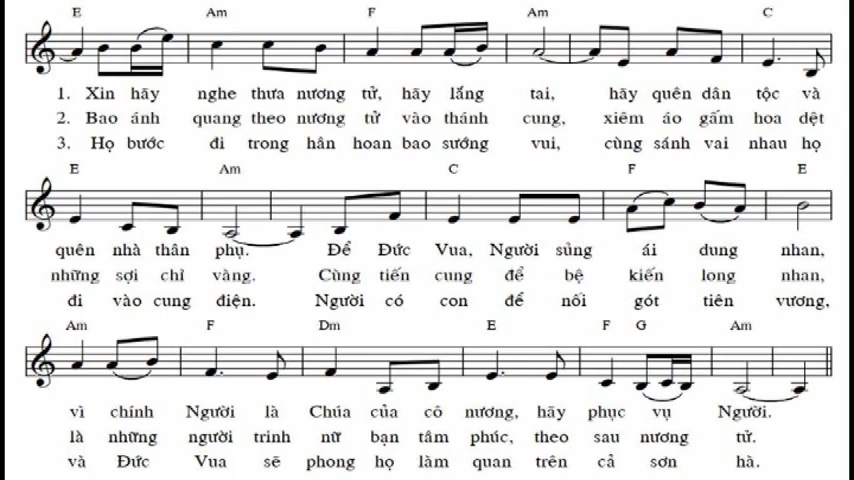 E Am F Am C
1. Xin hãy nghe thưa nương tử, hãy lắng tai, hãy quên dân tộc và
2. Bao ánh quang theo nương tử vào thánh cung, xiêm áo gấm hoa dệt
3. Họ bước đi trong hân hoan bao sướng vui, cùng sánh vai nhau họ
E Am C F E
quên nhà thân phụ. Để Đức Vua, Người sủng ái dung nhan,
những sợi chỉ vàng. Cùng tiến cung để bệ kiến long nhan,
đi vào cung điện. Người có con để nối gót tiên vương,
Am F Dm E F G Am
vì chính Người là Chúa của cô nương, hãy phục vụ Người.
là những người trinh nữ bạn tâm phúc, theo sau nương tử.
và Đức Vua sẽ phong họ làm quan trên cả sơn hà.